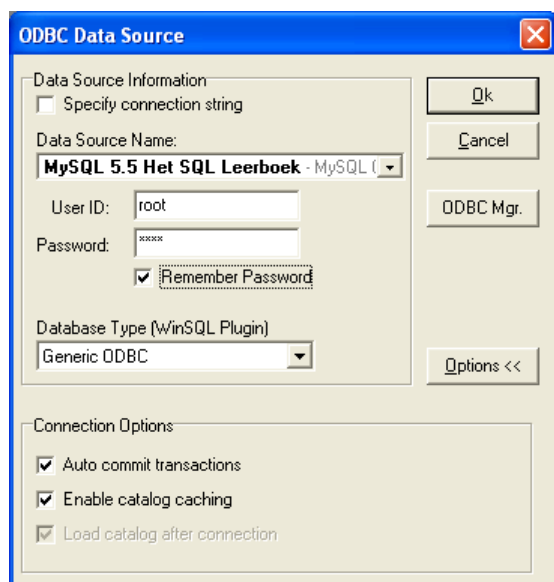 ODBC Data Source
Data Source Information
Specify connection string
Ok
Data Source Name:
Cancel
MySQL 5.5 Het SQL Leerboek - MySQL (
User ID: root
ODBC Mgr.
Password: ****
Remember Password
Database Type (WinSQL Plugin)
Generic ODBC
Options <<
Connection Options
Auto commit transactions
Enable catalog caching
Load catalog after connection